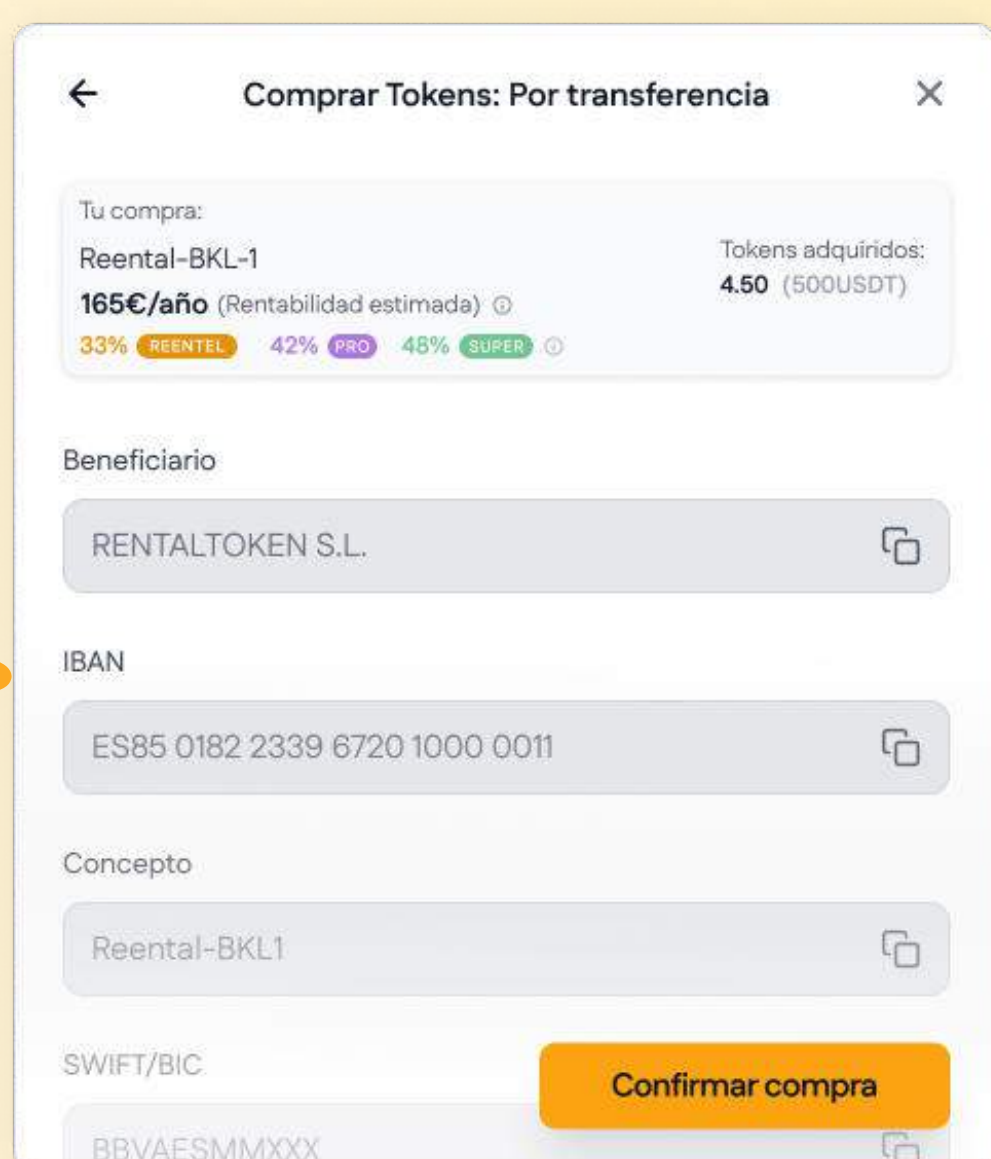 Comprar Tokens: Por transferencia
Tu compra:
Reental-BKL-1
165€/año (Rentabilidad estimada)
33% REENTEL 42% PRO 48% SUPER
Tokens adquiridos:
4.50 (500USDT)
Beneficiario
RENTALTOKEN S.L.
IBAN
ES85 0182 2339 6720 1000 0011
Concepto
Reental-BKL1
SWIFT/BIC
Confirmar compra
BBVAESMMXXX